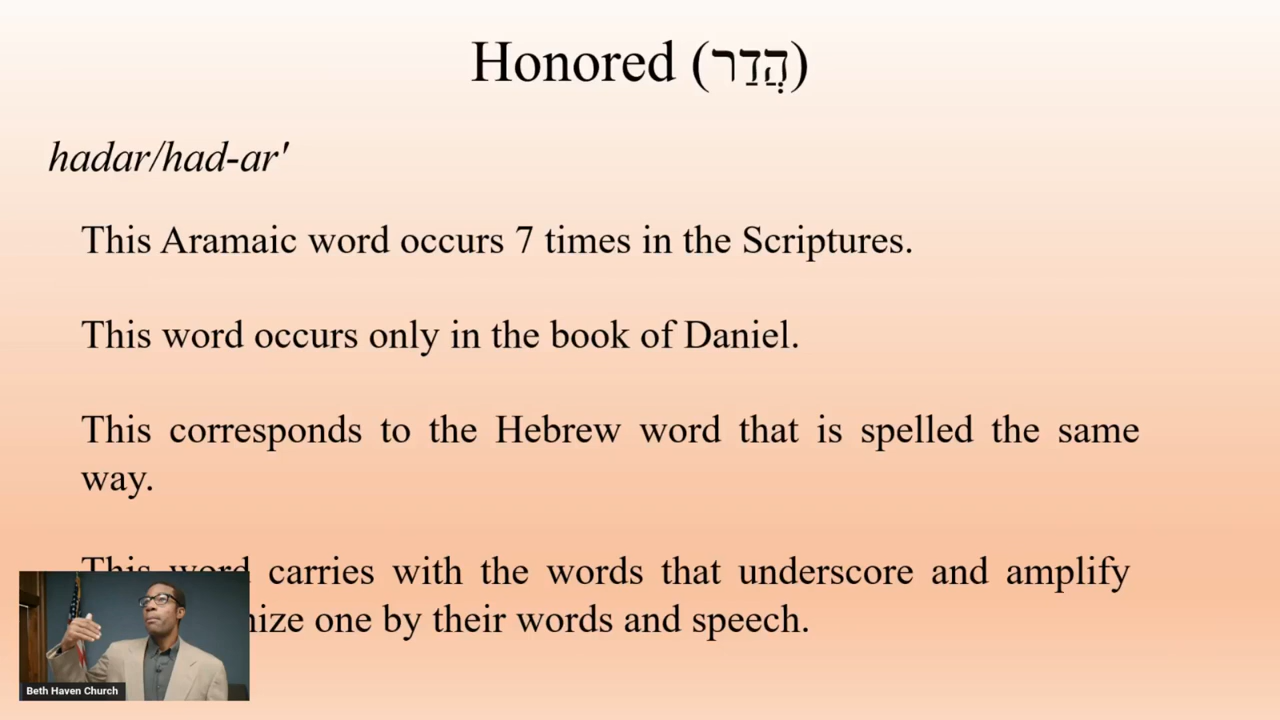 Honored (הֲדַר)
hadar/had-ar'
This Aramaic word occurs 7 times in the Scriptures.
This word occurs only in the book of Daniel.
This corresponds to the Hebrew word that is spelled the same
way.
This word carries with the words that underscore and amplify
one by their words and speech.
Beth Haven Church